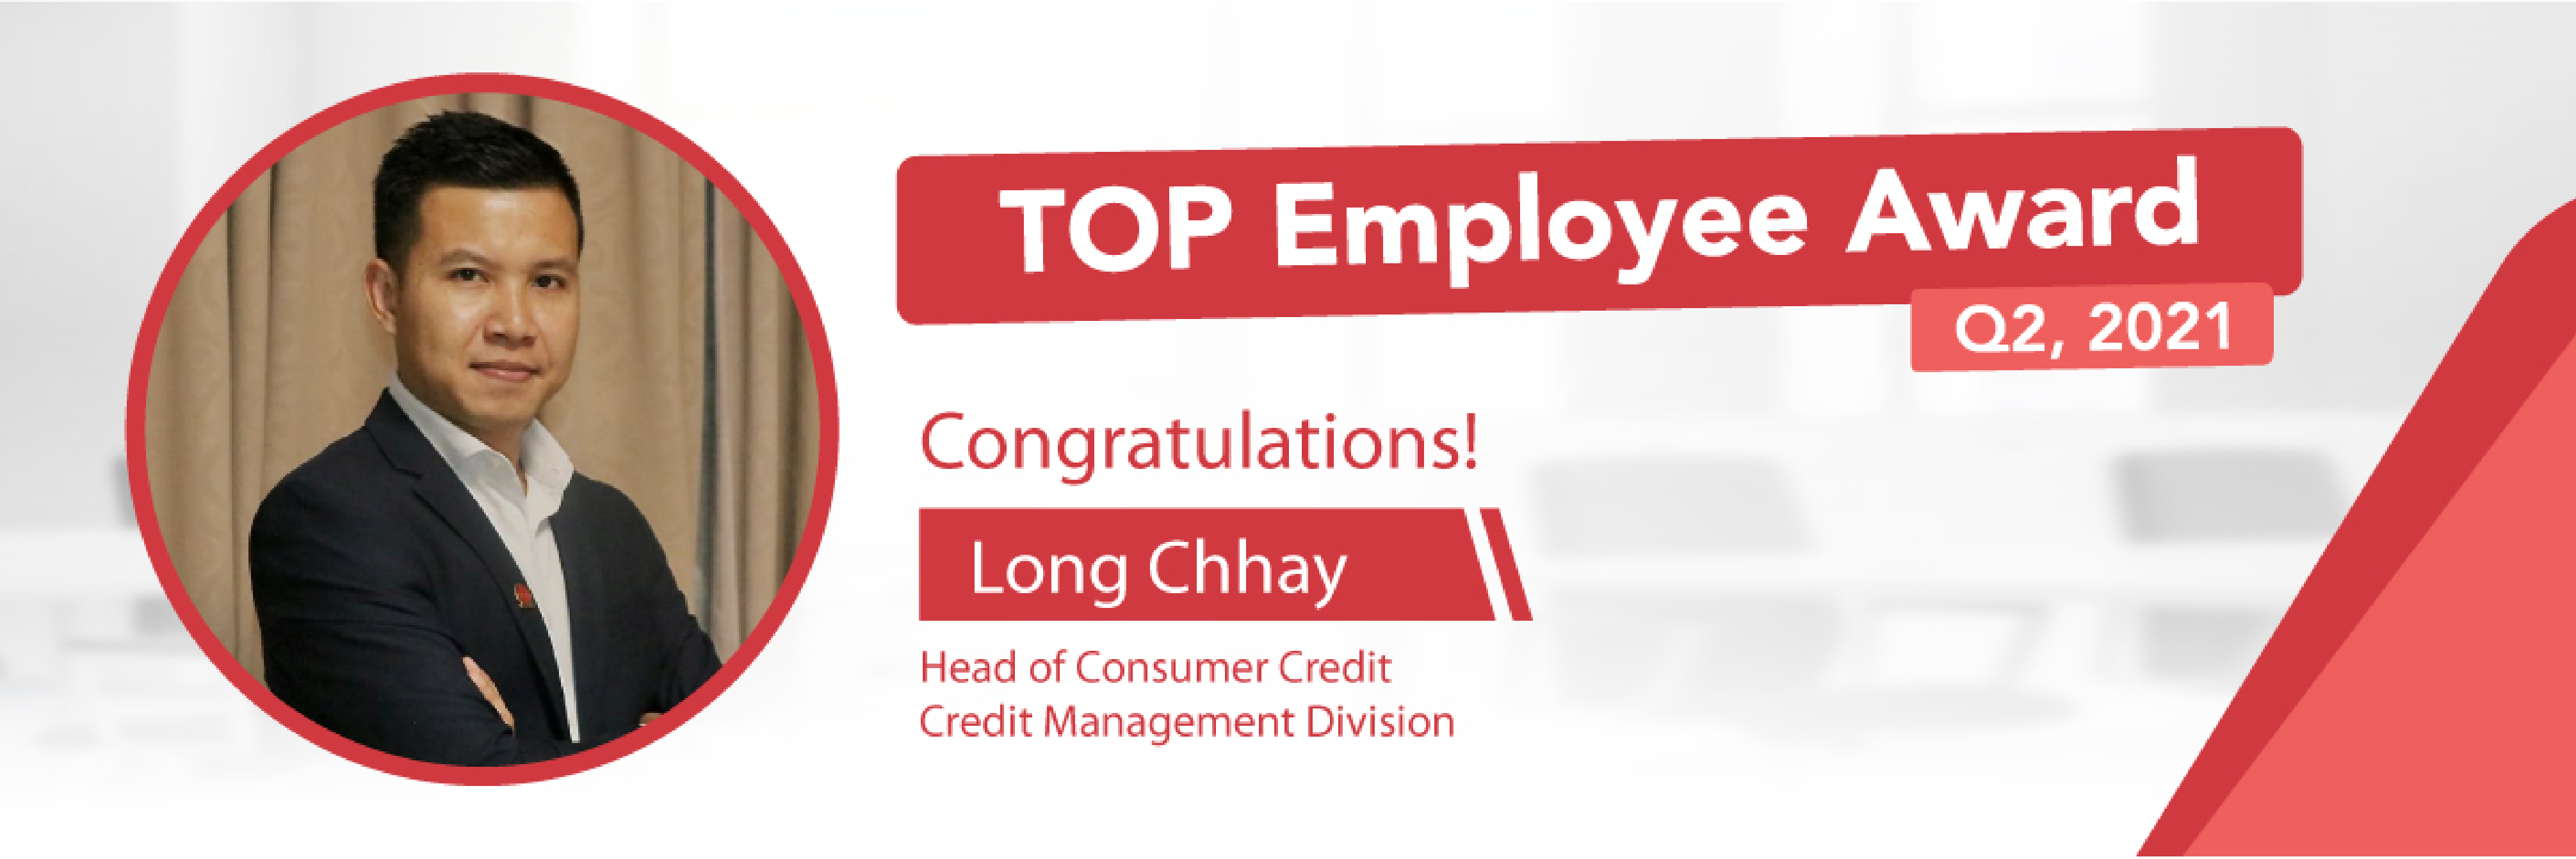 TOP Employee Award
Q2, 2021
Congratulations!
Long Chhay
Head of Consumer Credit
Credit Management Division